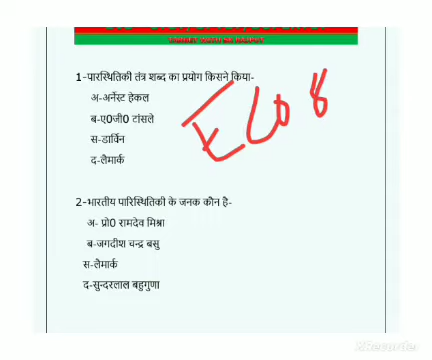 1-पारस्थितिकी तंत्र शब्द का प्रयोग किसने किया-
अ-अर्नेस्ट हेकल
ब-ए0जी0 टांसले
स-डार्विन
द-लैमार्क
2-भारतीय पारिस्थितिकी के जनक कौन है-
अ- प्रो0 रामदेव मिश्रा
ब-जगदीश चन्द्र बसु
स-लैमार्क
द-सुन्दरलाल बहुगुणा